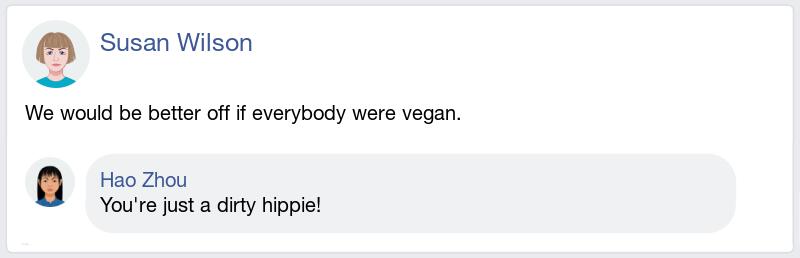 Susan Wilson
We would be better off if everybody were vegan.
Hao Zhou
You're just a dirty hippie!